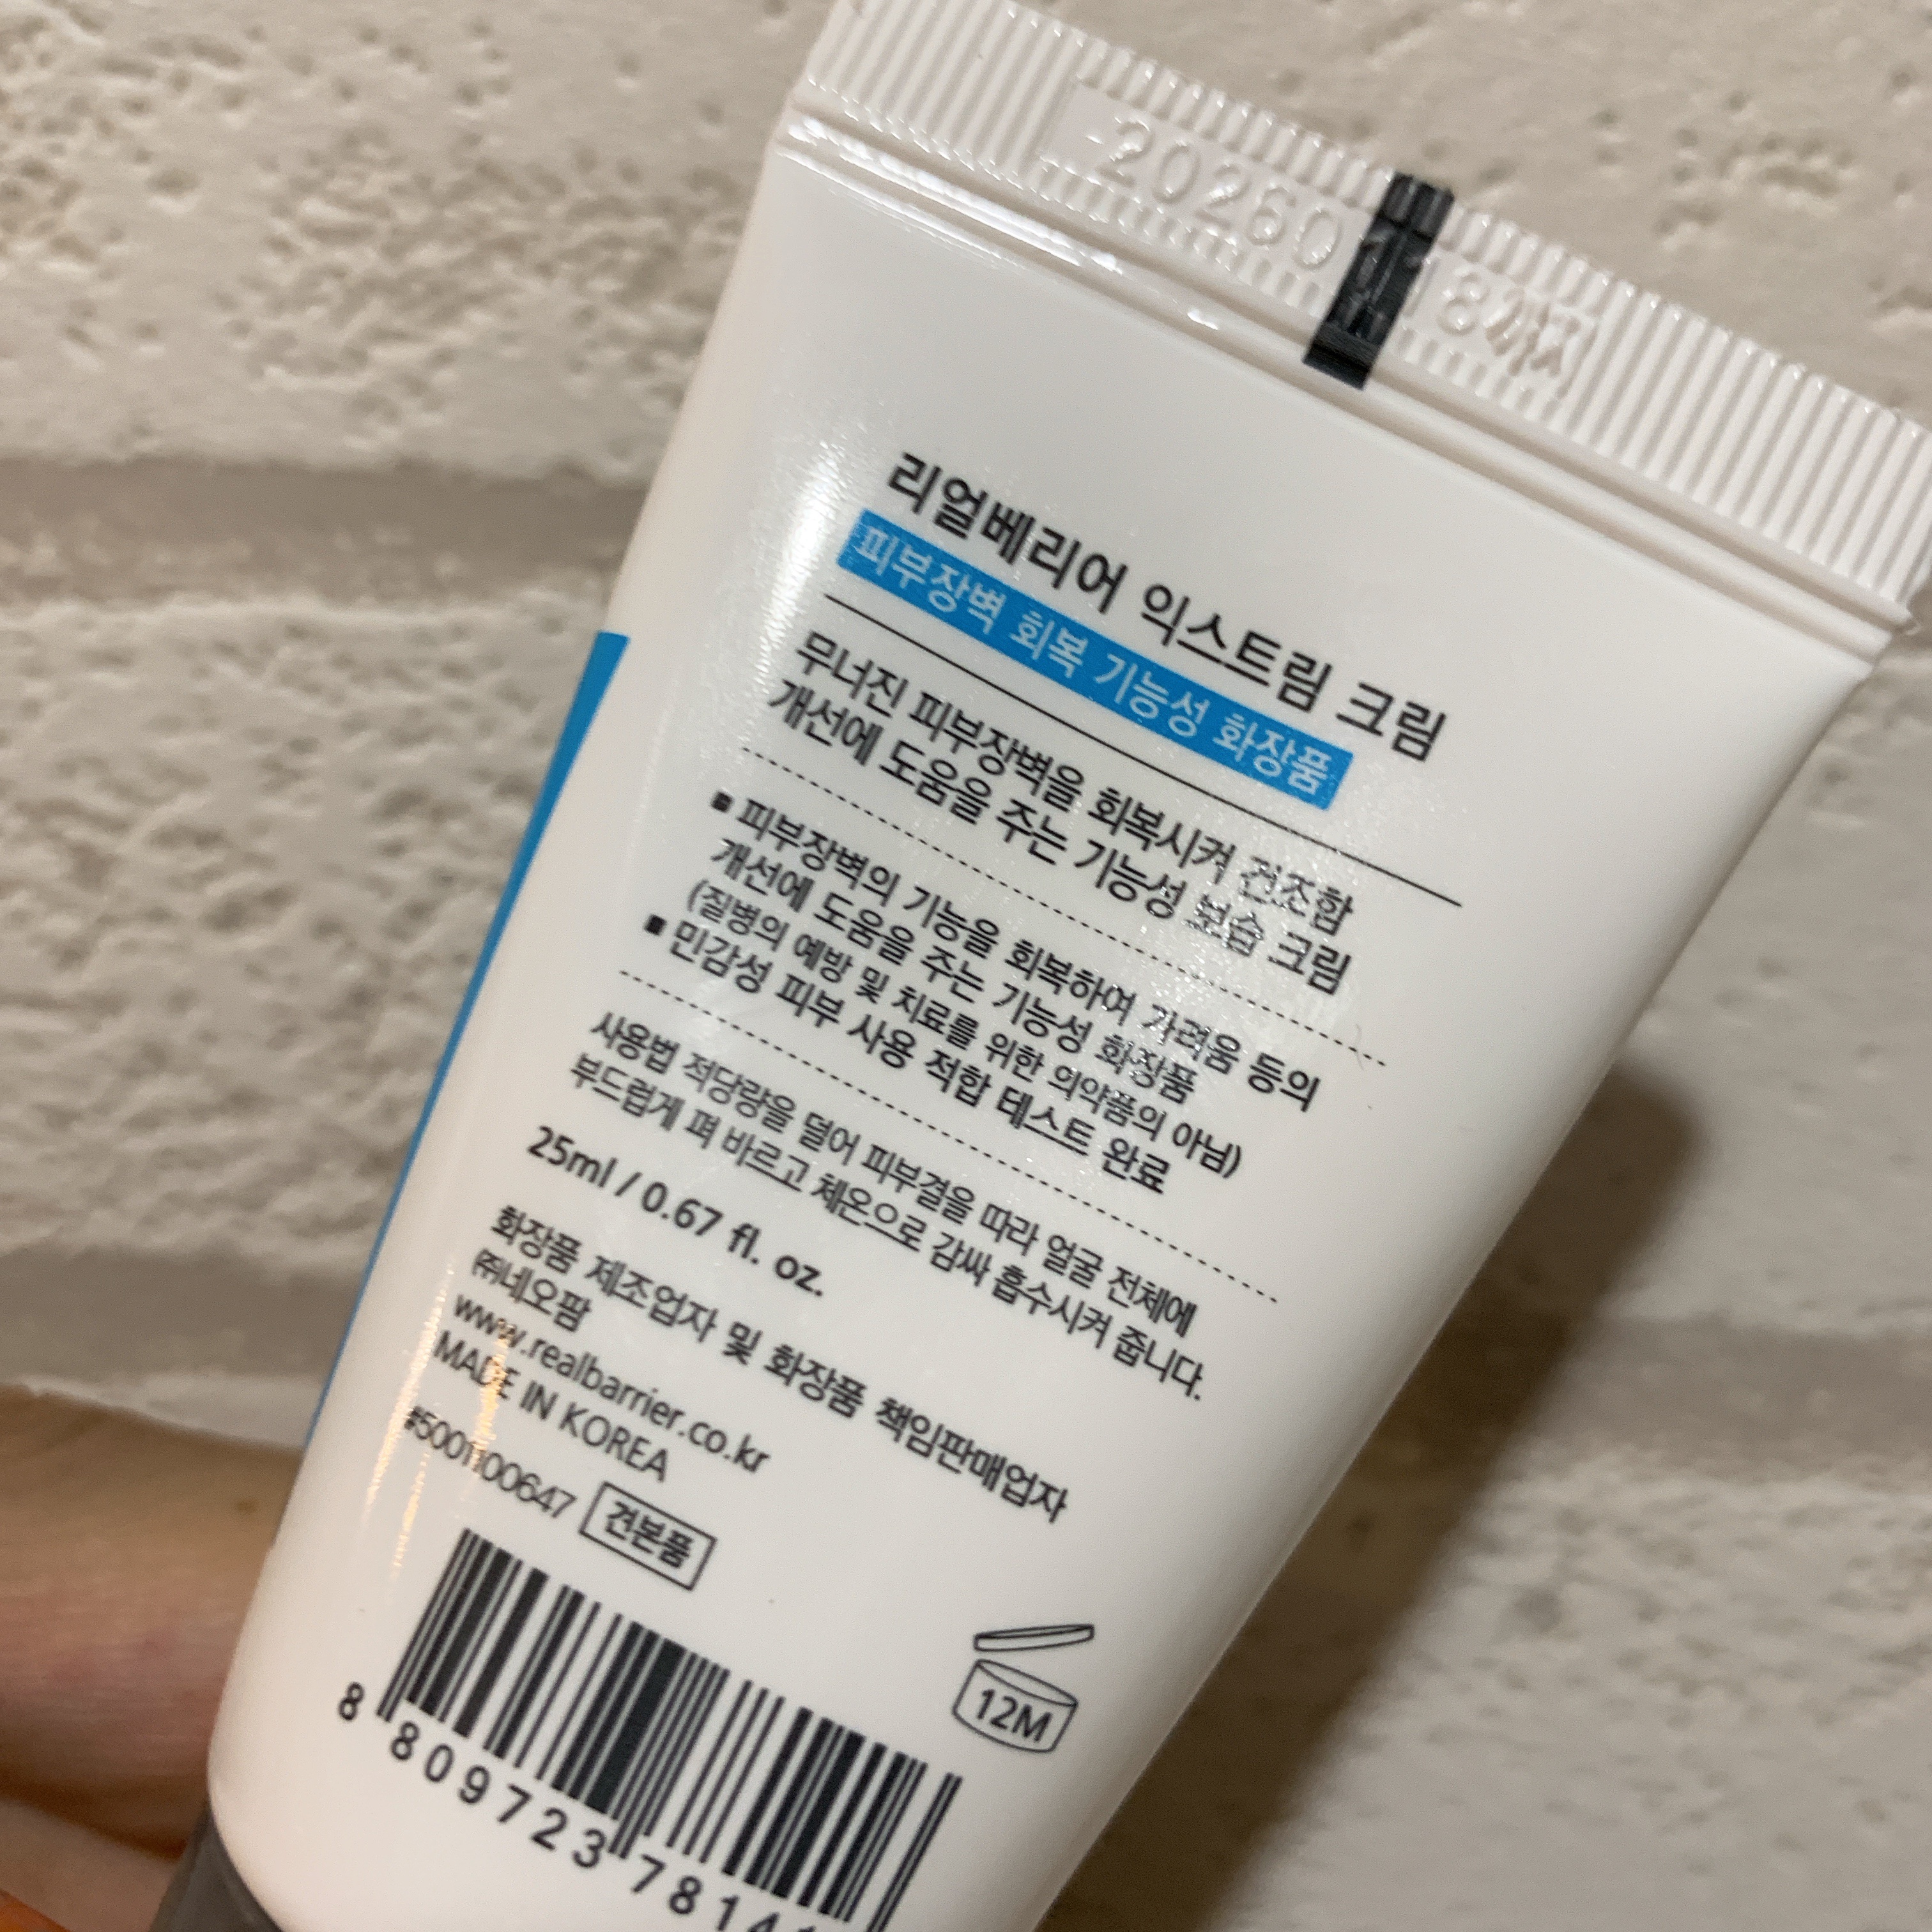 리얼베리어 익스트림 크림
피부장벽 회복 기능성 화장품
무너진 피부장벽을 회복시켜 건조함
개선에 도움을 주는 기능성 보습 크림
■ 피부장벽의 기능을 회복하여 가려움 등의
개선에 도움을 주는 기능성 화장품
(질병의 예방 및 치료를 위한 의약품의 아님)
■ 민감성 피부 사용 적합 테스트 완료
사용법 적당량을 덜어 피부결을 따라 얼굴 전체에
부드럽게 펴 바르고 체온으로 감싸 흡수시켜 줍니다.
25ml / 0.67 fl. oz.
화장품 제조업자 및 화장품 책임판매업자
㈜네오팜
www.realbarrier.co.kr
MADE IN KOREA
#5001100647 견본품
12M
8 809723 7814